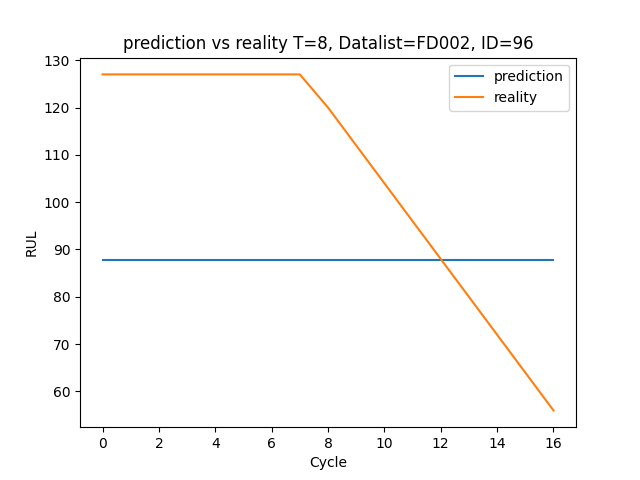 prediction vs reality T=8, Datalist=FD002, ID=96
prediction
reality
RUL
130
120
110
100
90
80
70
60
0 2 4 6 8 10 12 14 16
Cycle